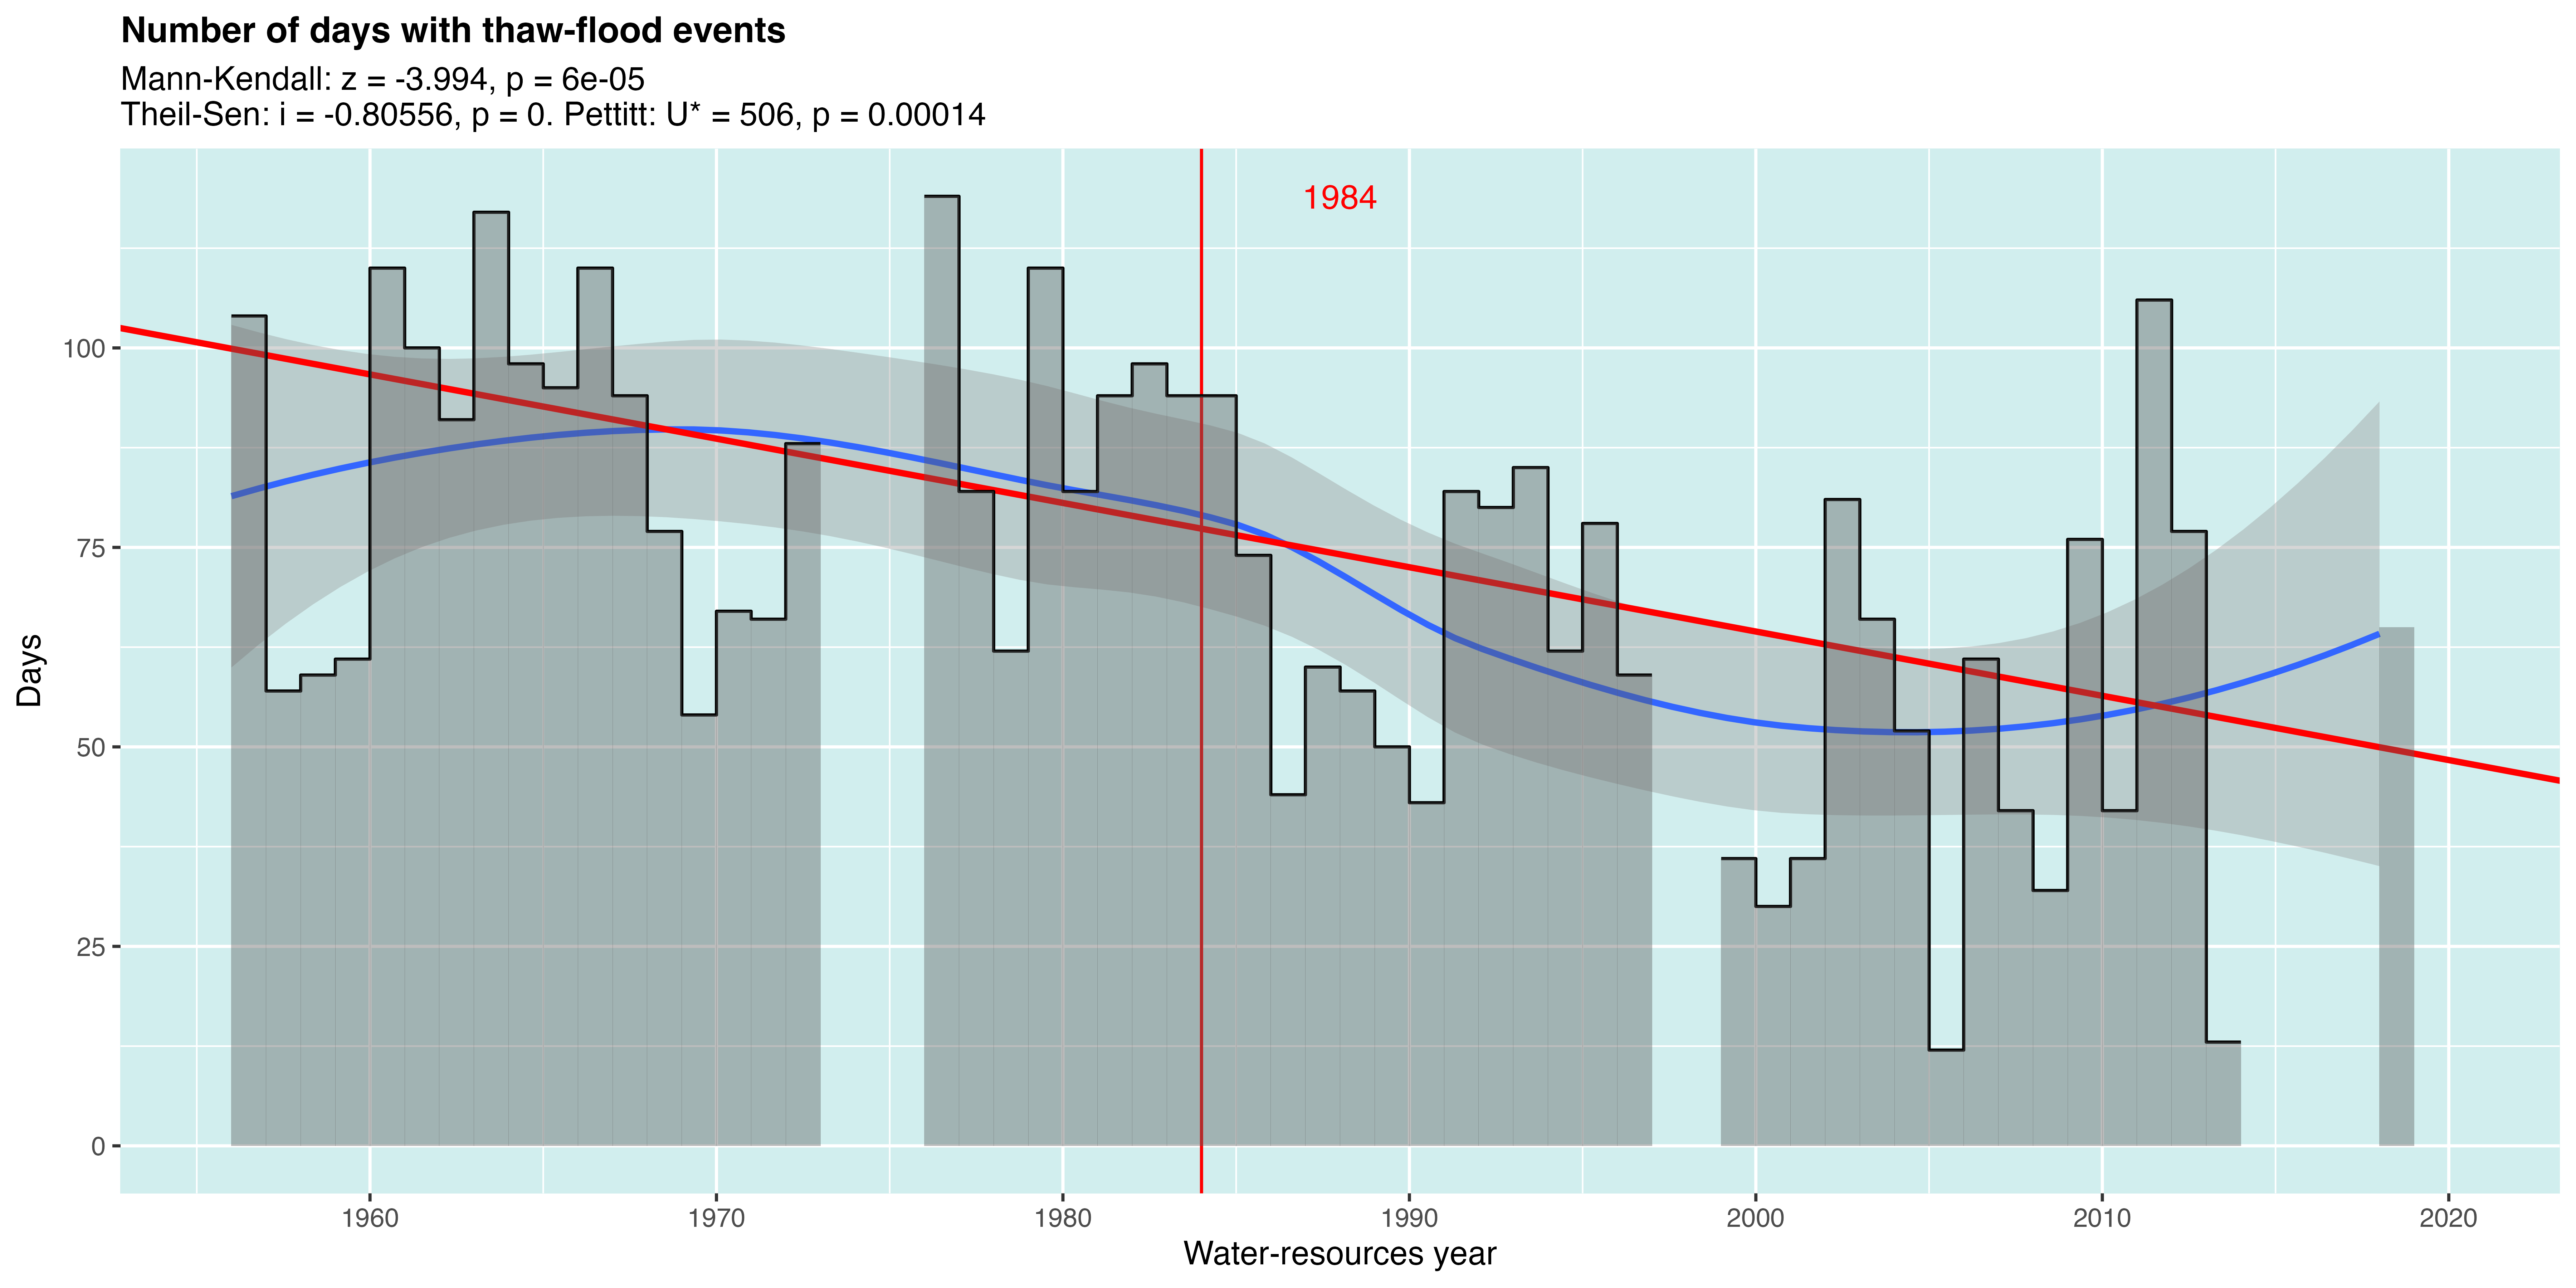 Number of days with thaw-flood events
Mann-Kendall: z = -3.994, p = 6e-05
Theil-Sen: i = -0.80556, p = 0. Pettitt: U* = 506, p = 0.00014
1984
100
75
50
25
0
Days
1960 1970 1980 1990 2000 2010 2020
Water-resources year